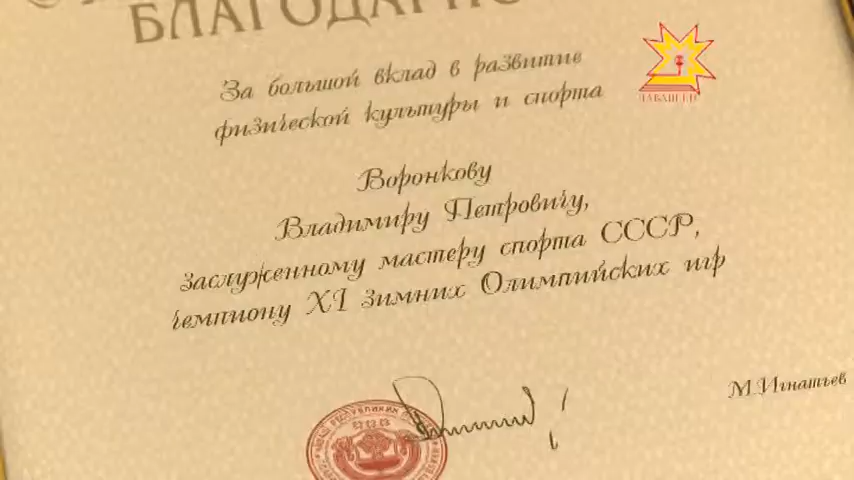 За большой вклад в развитие
физической культуры и спорта
Воронкову
Владимиру Петровичу,
заслуженному мастеру спорта СССР,
чемпиону XI зимних Олимпийских игр
М.Игнатьев